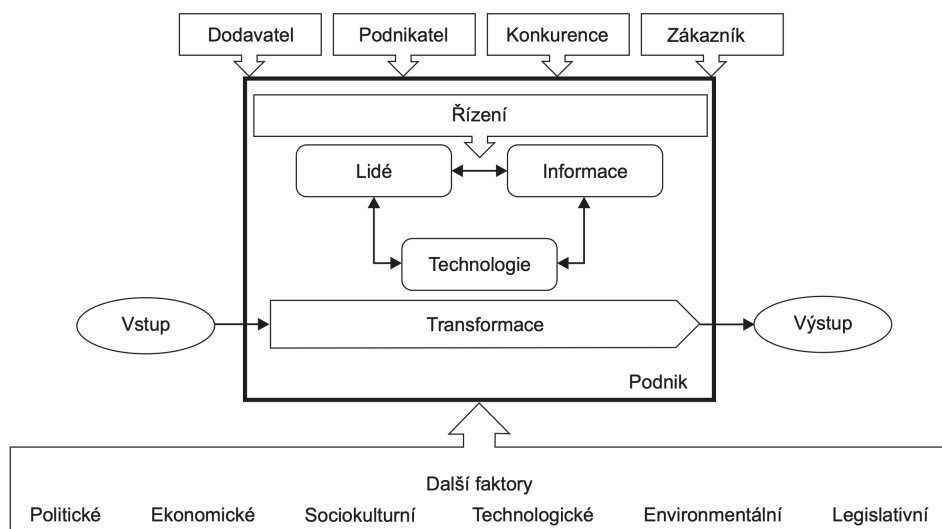 Dodavatel Podnikatel Konkurence Zákazník
Řízení
Lidé Informace
Technologie
Vstup Transformace Výstup
Podnik
Další faktory
Politické Ekonomické Sociokulturní Technologické Environmentální Legislativní